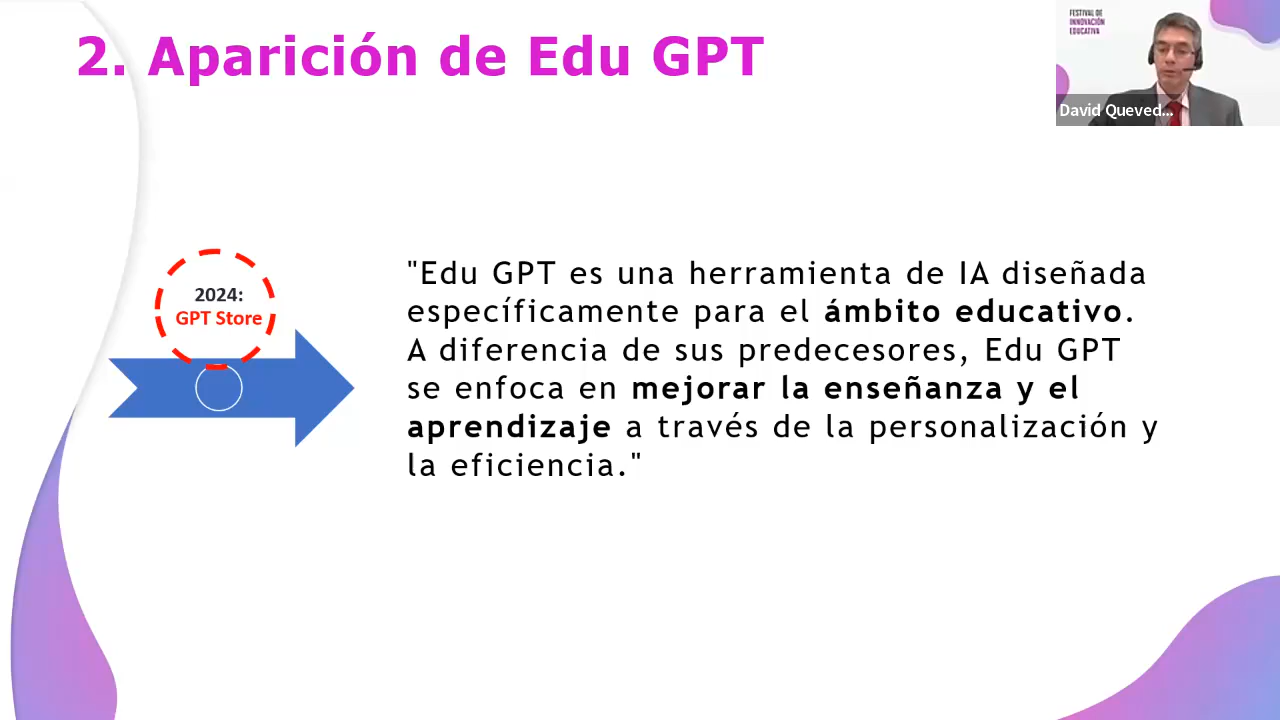 2. Aparición de Edu GPT
FESTIVAL DE
INNOVACIÓN
EDUCATIVA
David Queved...
2024:
GPT Store
"Edu GPT es una herramienta de IA diseñada
específicamente para el ámbito educativo.
A diferencia de sus predecesores, Edu GPT
se enfoca en mejorar la enseñanza y el
aprendizaje a través de la personalización y
la eficiencia."